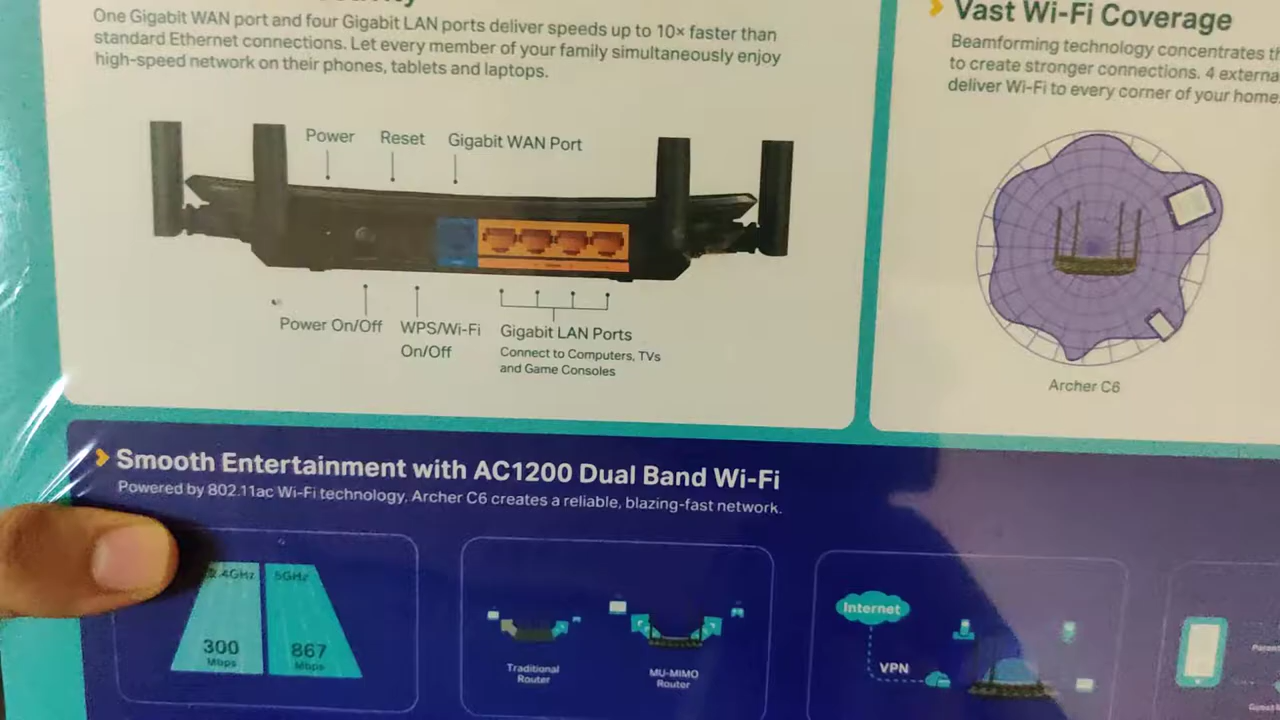 One Gigabit WAN port and four Gigabit LAN ports deliver speeds up to 10× faster than
standard Ethernet connections. Let every member of your family simultaneously enjoy
high-speed network on their phones, tablets and laptops.
Power
Reset
Gigabit WAN Port
Power On/Off
WPS/Wi-Fi
On/Off
Gigabit LAN Ports
Connect to Computers, TVs
and Game Consoles
Vast Wi-Fi Coverage
Beamforming technology concentrates
to create stronger connections. 4
deliver Wi-Fi to every corner of your home
Archer C6
Smooth Entertainment with AC1200 Dual Band Wi-Fi
Powered by 802.11ac Wi-Fi technology, Archer C6 creates a reliable, blazing-fast network.
2.4GHz
5GHz
300
Mbps
867
Mbps
Traditional
Router
MU-MIMO
Router
Internet
VPN